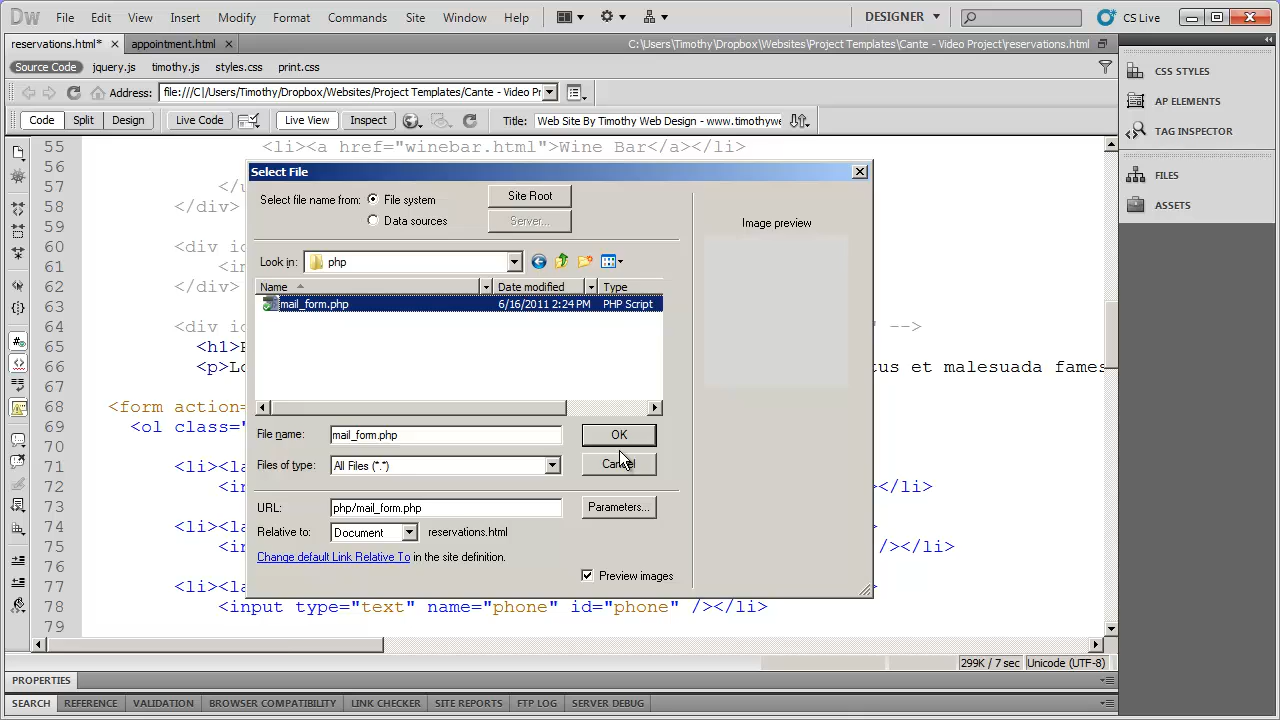 Dw File Edit View Insert Modify Format Commands Site Window Help DESIGNER CS Live
reservations.html* appointment.html C:\Users\Timothy\Dropbox\Websites\Project Templates\Cante - Video Project\reservations.html
Source Code jquery.js timothy.js styles.css print.css
Address: file:///C|/Users/Timothy/Dropbox/Websites/Project Templates/Cante - Video Pr
Code Split Design Live Code Live View Inspect Title: Web Site By Timothy Web Design - www.timothywe
CSS STYLES
AP ELEMENTS
TAG INSPECTOR
FILES
ASSETS
55 <li><a href="winebar.html">Wine Bar</a></li>
56
57 </u
58 </div>
59
60 <div id
61 <in
62 </div>
63
64 <div id " -->
65 <h1>
66 <p>Lo tus et malesuada fames
67
68 <form action=
69 <ol class="
70
71 <li><la
72 <in ></li>
73
74 <li><la
75 <in /></li>
76
77 <li><la
78 <input type="text" name="phone" id="phone" /></li>
79
Select File
Select file name from: File system Site Root
Data sources Server...
Image preview
Look in: php
Name Date modified Type
mail_form.php 6/16/2011 2:24 PM PHP Script
File name: mail_form.php OK
Files of type: All Files (*.*) Cancel
URL: php/mail_form.php Parameters...
Relative to: Document reservations.html
Change default Link Relative To in the site definition.
Preview images
299K / 7 sec Unicode (UTF-8)
PROPERTIES
SEARCH REFERENCE VALIDATION BROWSER COMPATIBILITY LINK CHECKER SITE REPORTS FTP LOG SERVER DEBUG